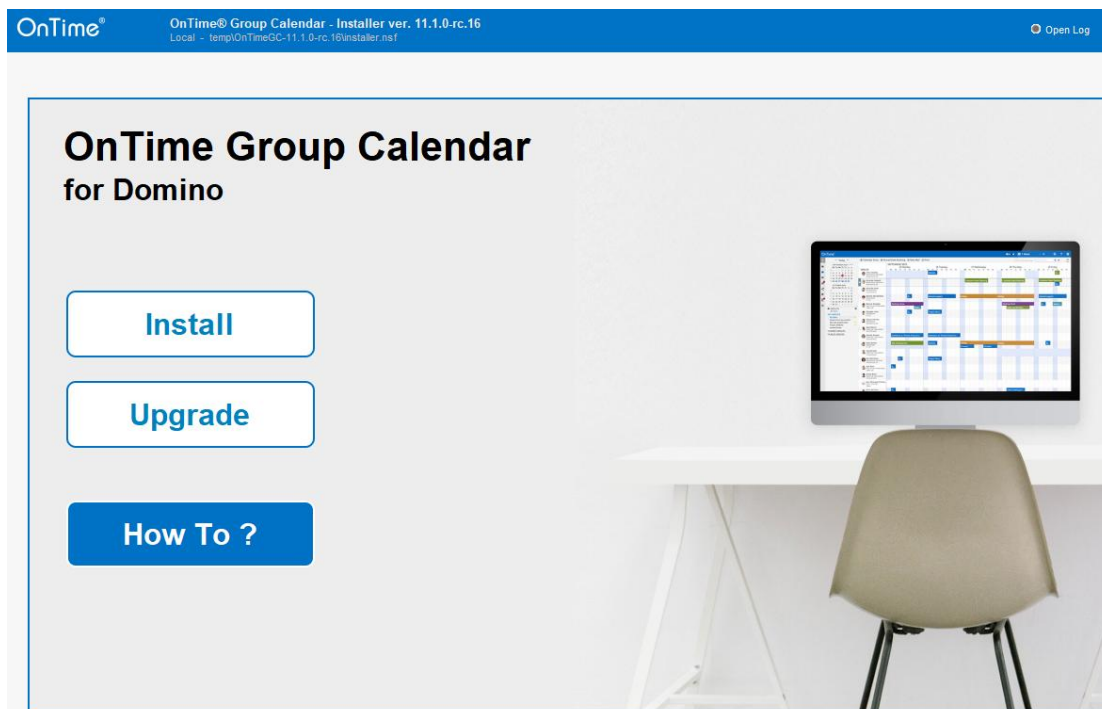 OnTime®
OnTime® Group Calendar - Installer ver. 11.1.0-rc.16
Local - temp\OnTimeGC-11.1.0-rc.16\installer.nsf
Open Log
OnTime Group Calendar
for Domino
Install
Upgrade
How To ?